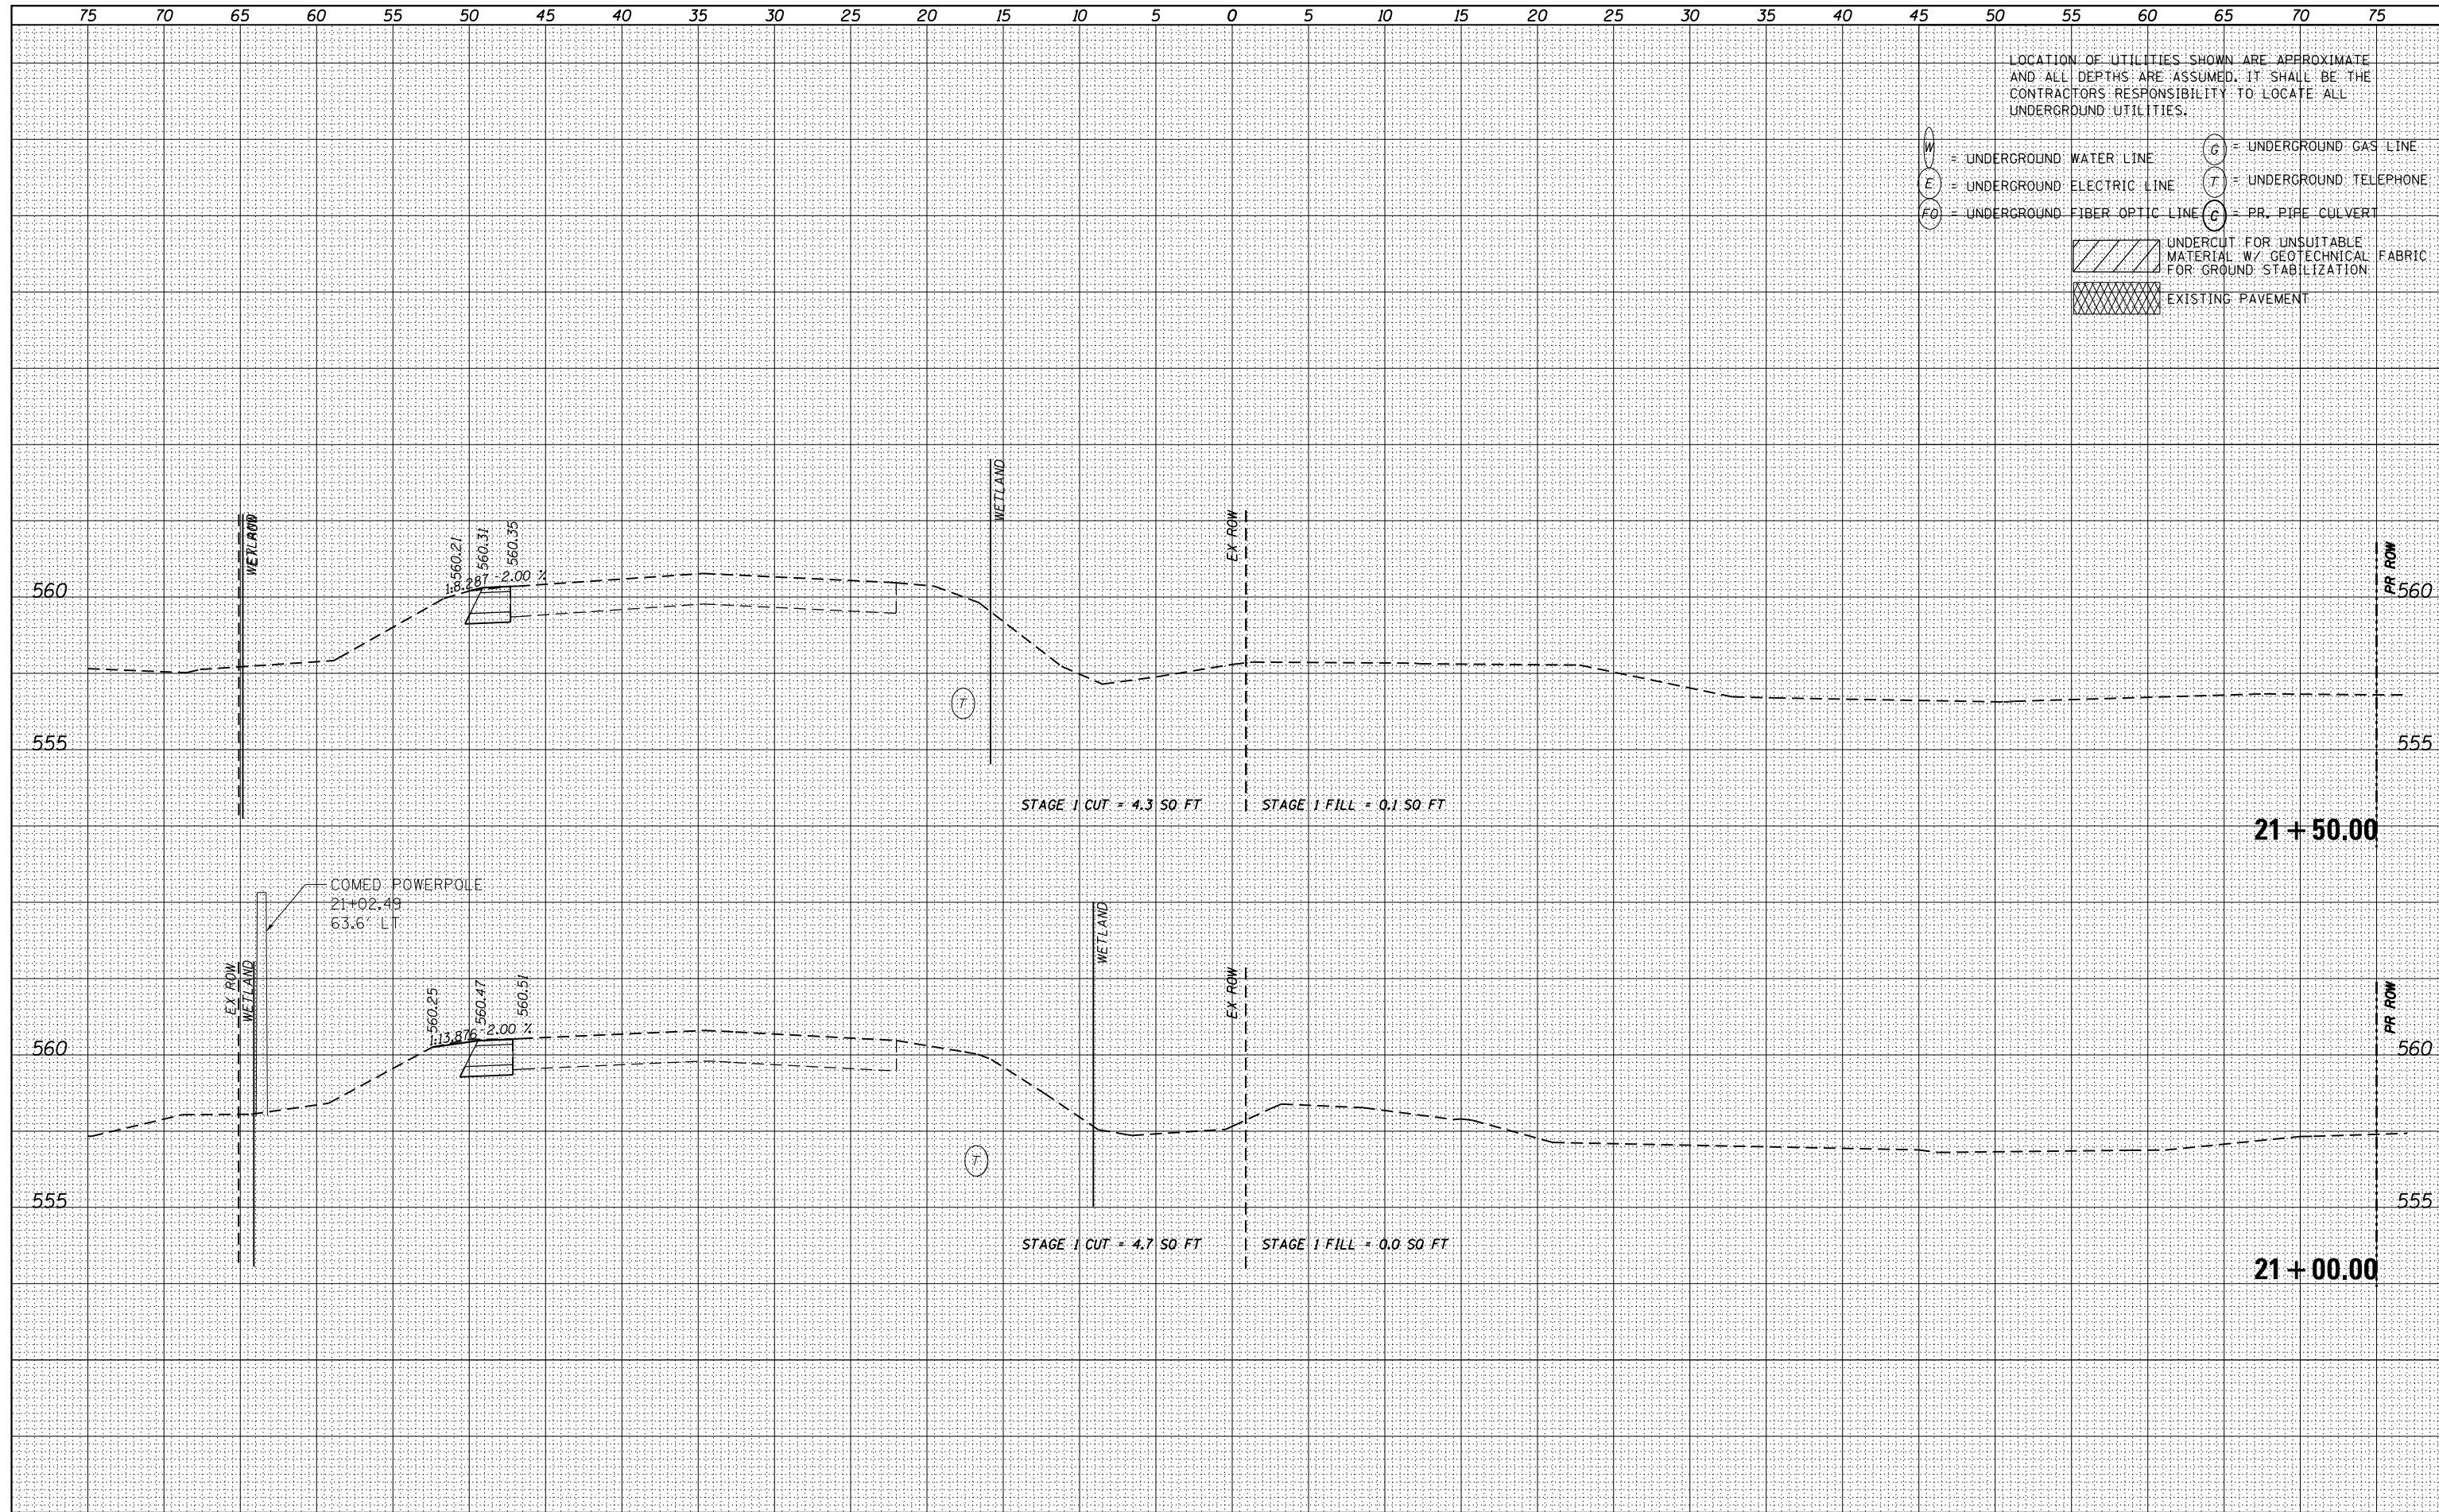 75 70 65 60 55 50 45 40 35 30 25 20 15 10 5 0 5 10 15 20 25 30 35 40 45 50 55 60 65 70 75
LOCATION OF UTILITIES SHOWN ARE APPROXIMATE
AND ALL DEPTHS ARE ASSUMED. IT SHALL BE THE
CONTRACTORS RESPONSIBILITY TO LOCATE ALL
UNDERGROUND UTILITIES.
W = UNDERGROUND WATER LINE
G = UNDERGROUND GAS LINE
E = UNDERGROUND ELECTRIC LINE
T = UNDERGROUND TELEPHONE
FO = UNDERGROUND FIBER OPTIC LINE
C = PR. PIPE CULVERT
UNDERCUT FOR UNSUITABLE
MATERIAL W/ GEOTECHNICAL FABRIC
FOR GROUND STABILIZATION
EXISTING PAVEMENT
WETLAND
WETLAND
EX ROW
PR ROW
560.21
560.31
560.35
1:8.287
-2.00 %
560
560
T
555
555
STAGE 1 CUT = 4.3 SQ FT
STAGE 1 FILL = 0.1 SQ FT
21+50.00
COMED POWERPOLE
21+02.49
63.6' LT
EX ROW
WETLAND
WETLAND
EX ROW
PR ROW
560.25
560.47
560.51
1:13.876
-2.00 %
560
560
T
555
555
STAGE 1 CUT = 4.7 SQ FT
STAGE 1 FILL = 0.0 SQ FT
21+00.00